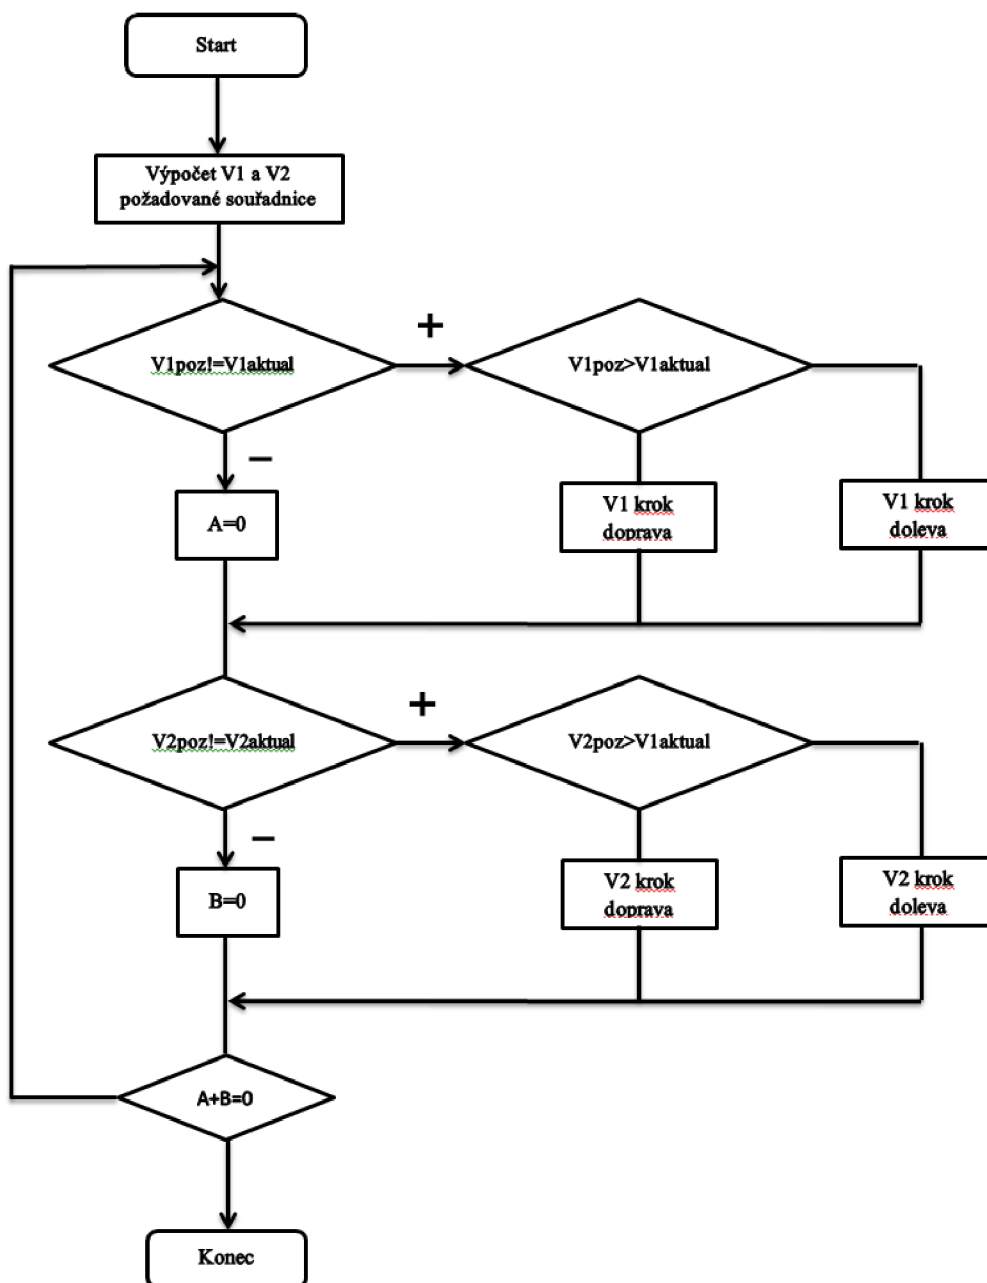 Start
Výpočet V1 a V2
požadované souřadnice
+
V1poz!=V1aktual
V1poz>V1aktual
−
A=0
V1 krok
doprava
V1 krok
doleva
+
V2poz!=V2aktual
V2poz>V1aktual
−
B=0
V2 krok
doprava
V2 krok
doleva
A+B=0
Konec